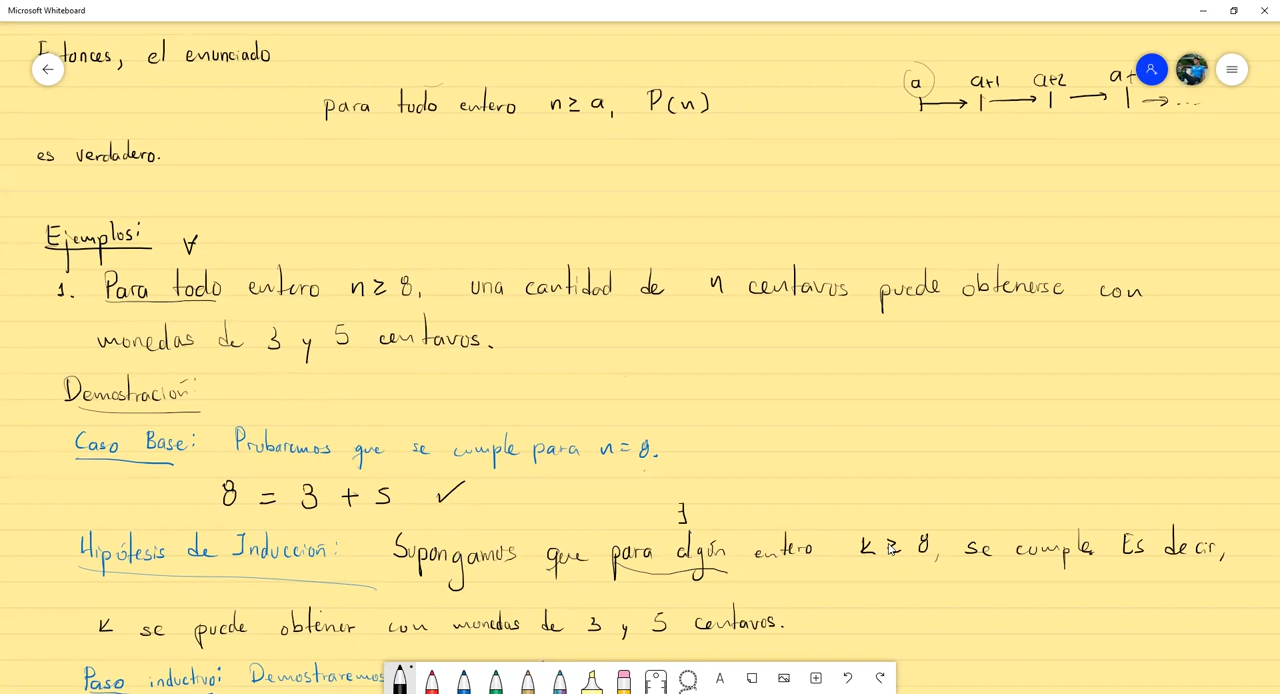 Microsoft Whiteboard
Entonces, el enunciado
a a+1 a+2 a+
para todo entero n ≥ a, P(n)
es verdadero.
Ejemplos: ∀
1. Para todo entero n ≥ 8, una cantidad de n centavos puede obtenerse con
monedas de 3 y 5 centavos.
Demostración:
Caso Base: Probaremos que se cumple para n = 8.
8 = 3 + 5 ✓
∃
Hipótesis de Inducción: Supongamos que para algún entero K ≥ 8, se cumple. Es decir,
K se puede obtener con monedas de 3 y 5 centavos.
Paso inductivo: Demostraremos